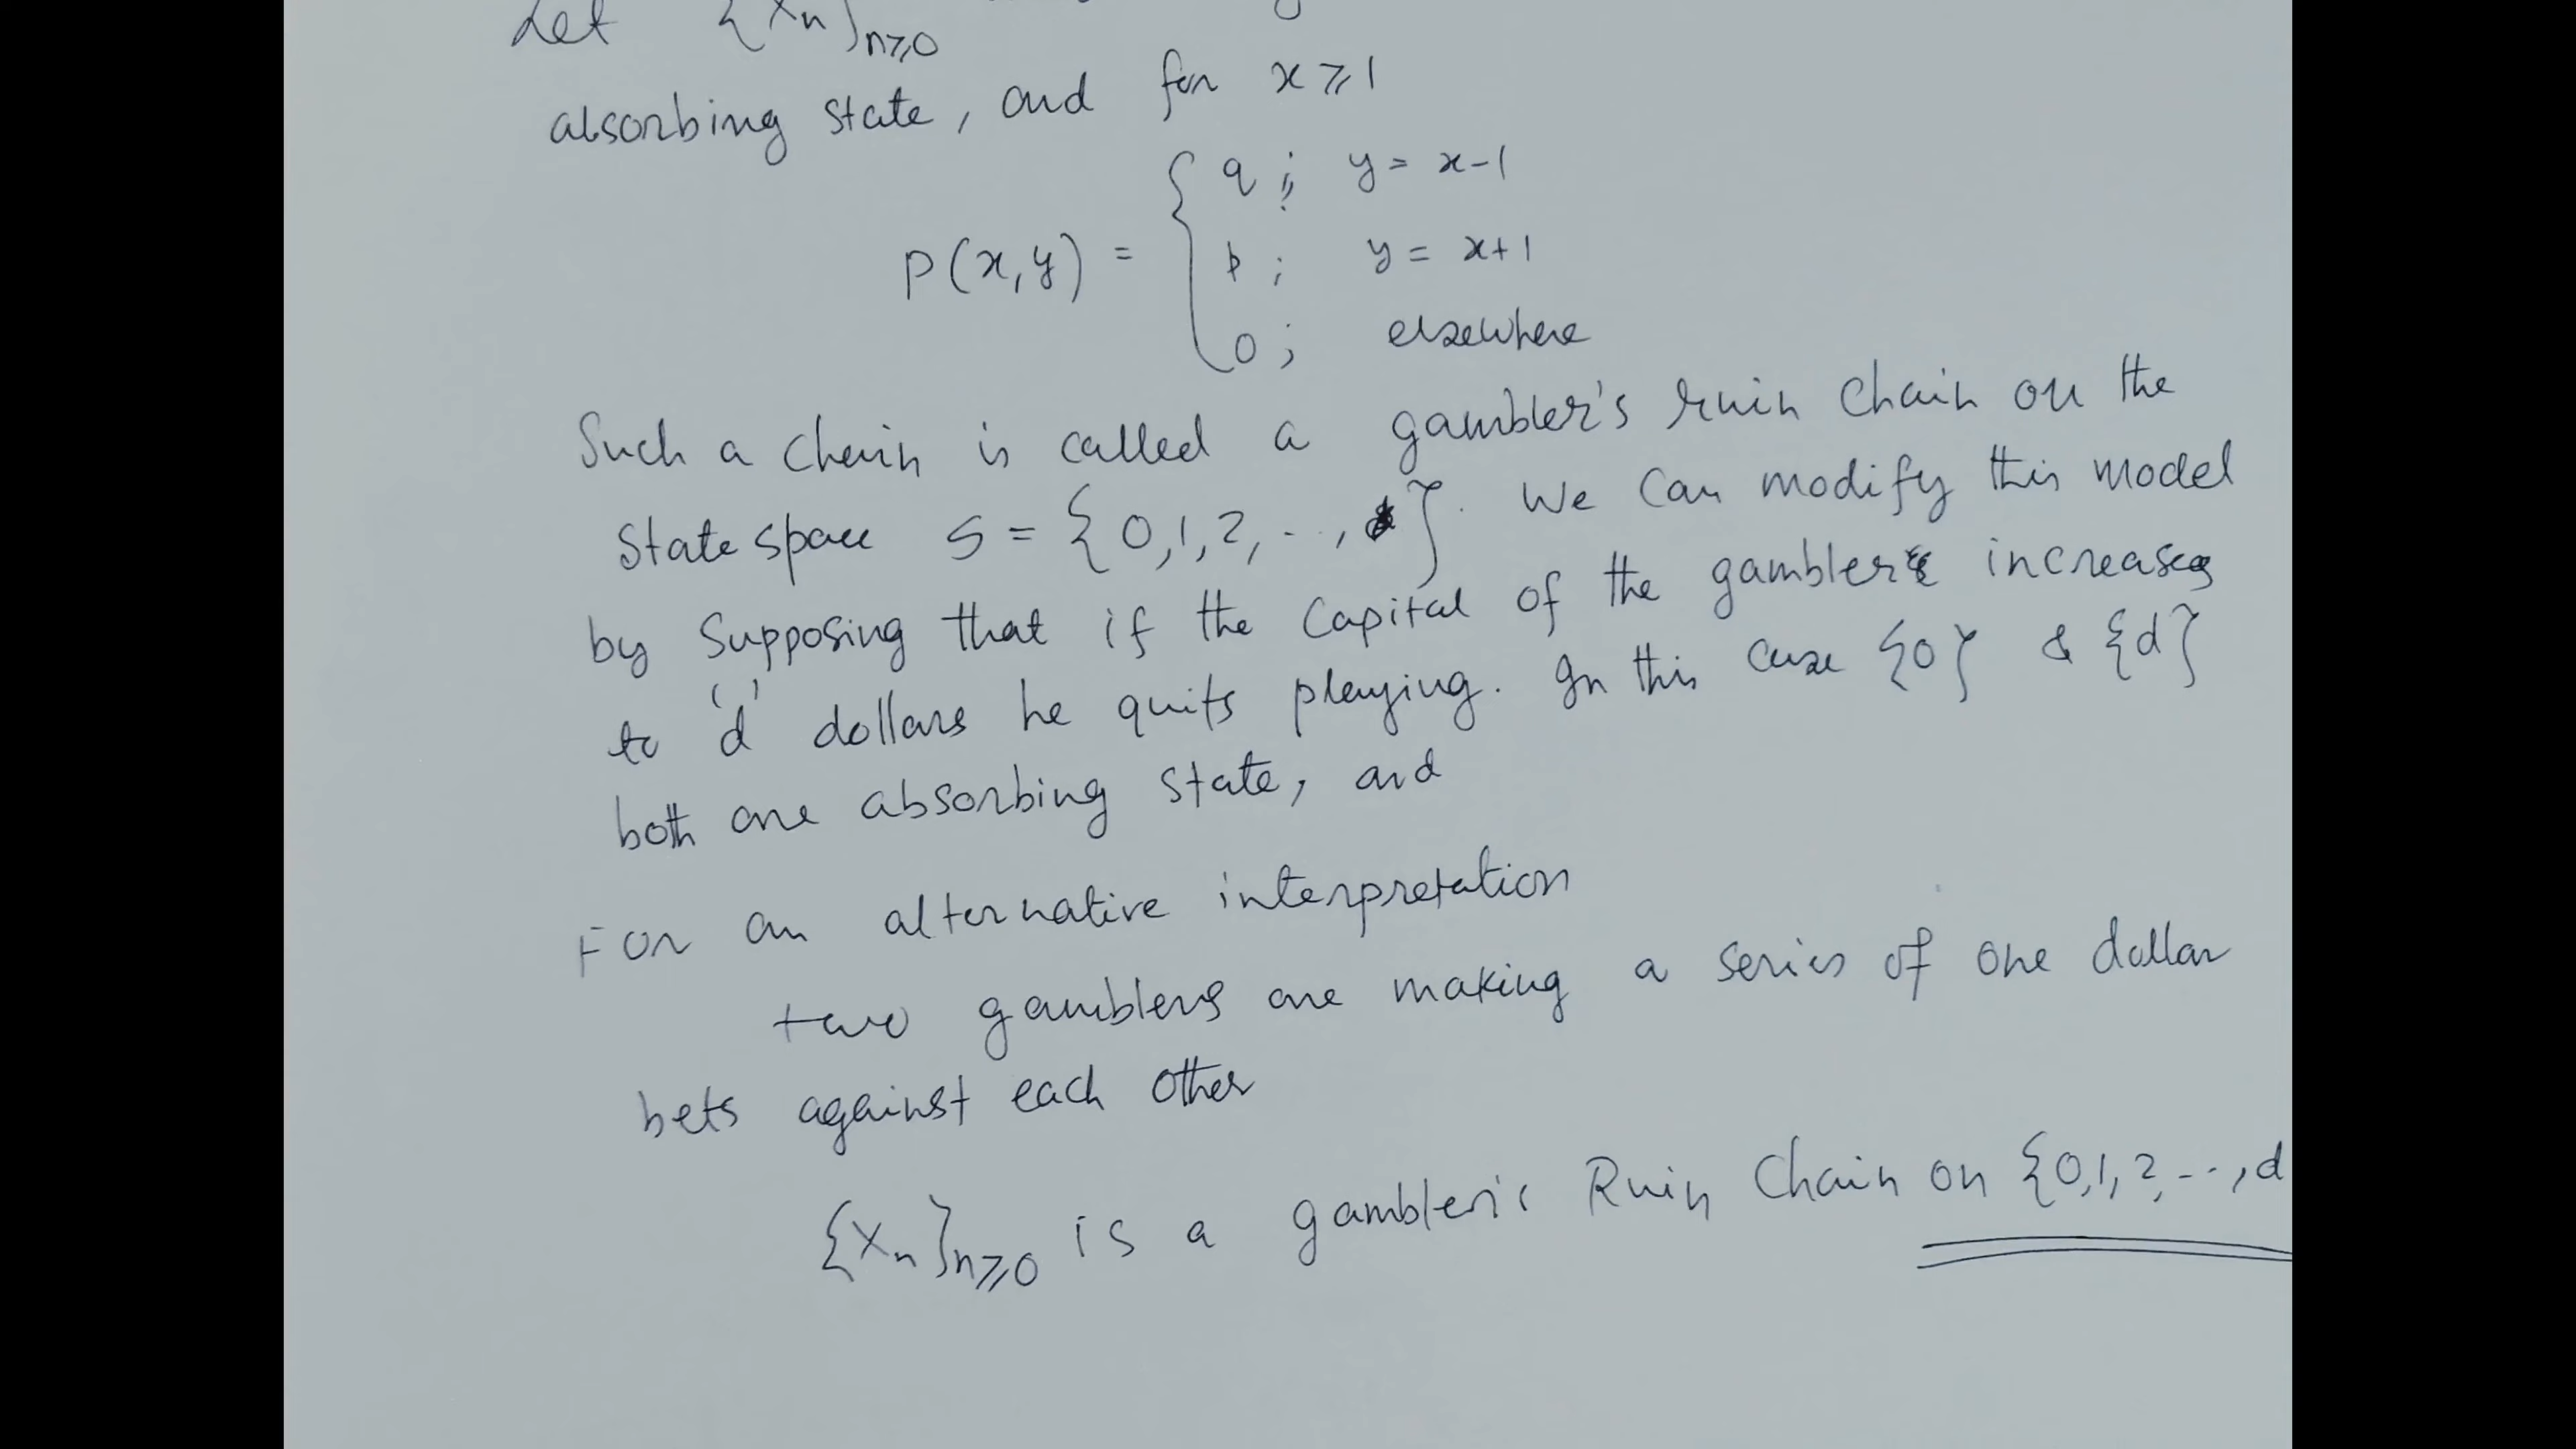 Let {Xn}n≥0
absorbing state, and for x ≥ 1
P(x,y) = { q ; y = x-1
p ; y = x+1
0 ; elsewhere
Such a chain is called a gambler's ruin chain on the
state space S = {0,1,2,..., }. We can modify this model
by supposing that if the capital of the gambler increases
to 'd' dollars he quits playing. In this case {0} & {d}
both are absorbing state, and
For an alternative interpretation
two gamblers are making a series of one dollar
bets against each other
{Xn}n≥0 is a gambler's Ruin Chain on {0,1,2,...,d